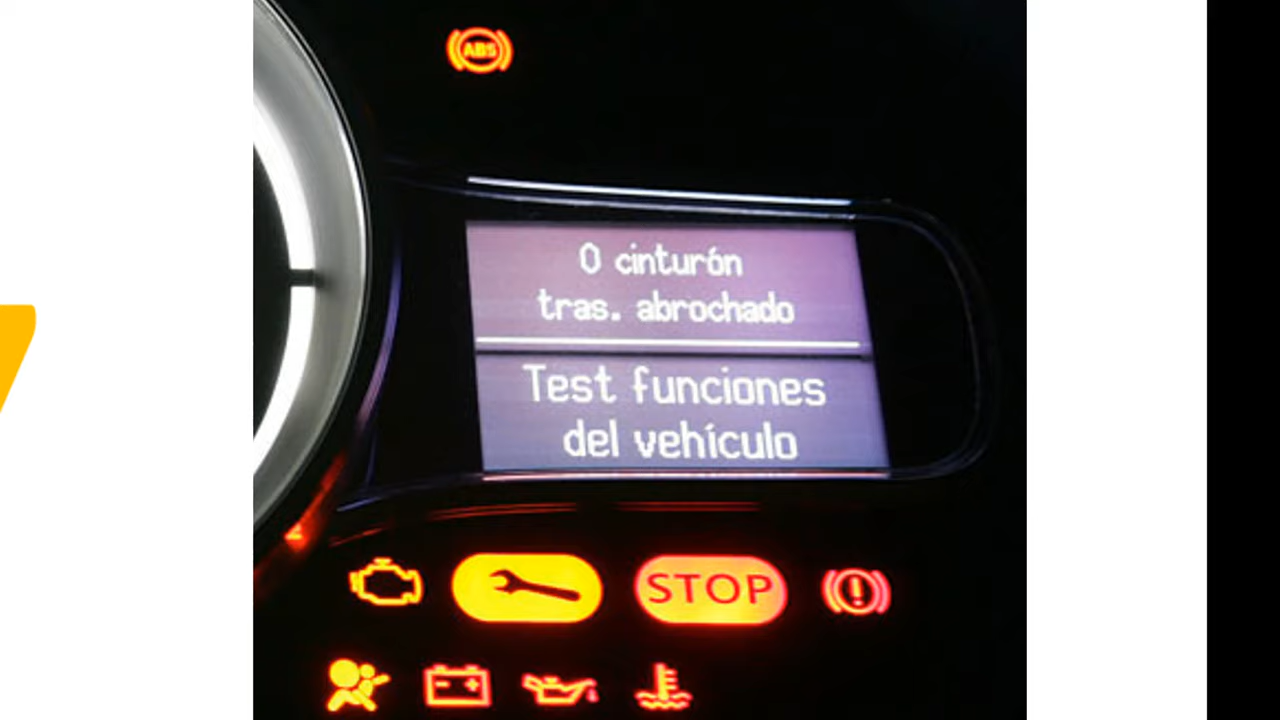 ABS
0 cinturón
tras. abrochado
Test funciones
del vehículo
STOP